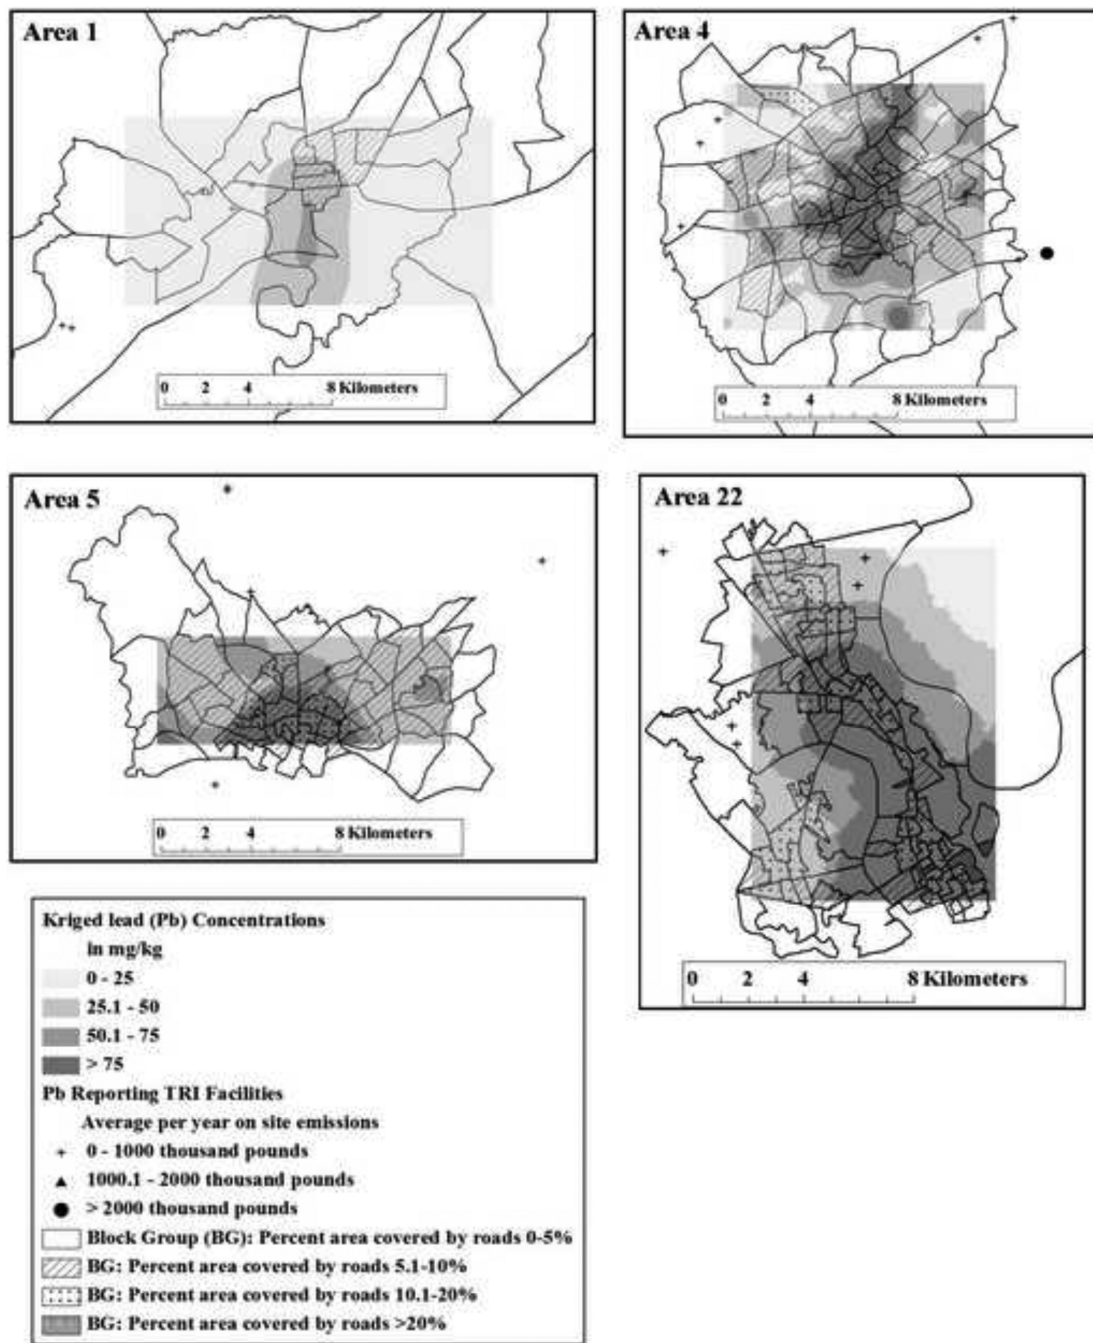 Area 1
0 2 4 8 Kilometers
Area 4
0 2 4 8 Kilometers
Area 5
0 2 4 8 Kilometers
Area 22
0 2 4 8 Kilometers
Kriged lead (Pb) Concentrations
in mg/kg
0 - 25
25.1 - 50
50.1 - 75
> 75
Pb Reporting TRI Facilities
Average per year on site emissions
0 - 1000 thousand pounds
1000.1 - 2000 thousand pounds
> 2000 thousand pounds
Block Group (BG): Percent area covered by roads 0-5%
BG: Percent area covered by roads 5.1-10%
BG: Percent area covered by roads 10.1-20%
BG: Percent area covered by roads >20%